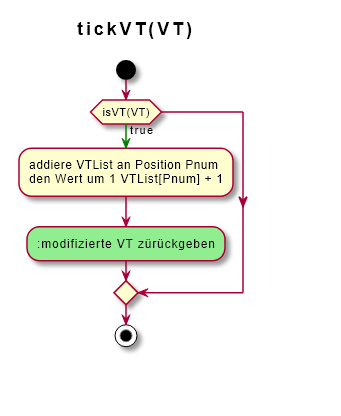 tickVT(VT)
isVT(VT)
true
addiere VTList an Position Pnum
den Wert um 1 VTList[Pnum] + 1
:modifizierte VT zürückgeben